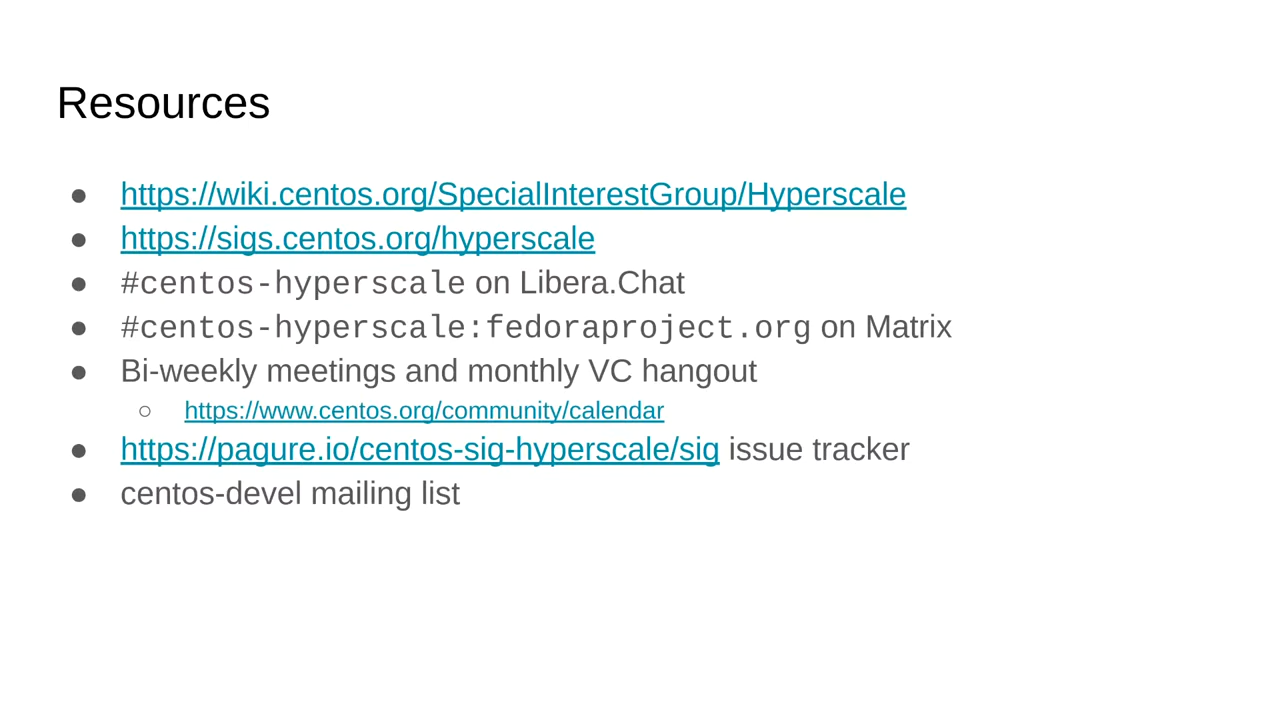 Resources
● https://wiki.centos.org/SpecialInterestGroup/Hyperscale
● https://sigs.centos.org/hyperscale
● #centos-hyperscale on Libera.Chat
● #centos-hyperscale:fedoraproject.org on Matrix
● Bi-weekly meetings and monthly VC hangout
○ https://www.centos.org/community/calendar
● https://pagure.io/centos-sig-hyperscale/sig issue tracker
● centos-devel mailing list